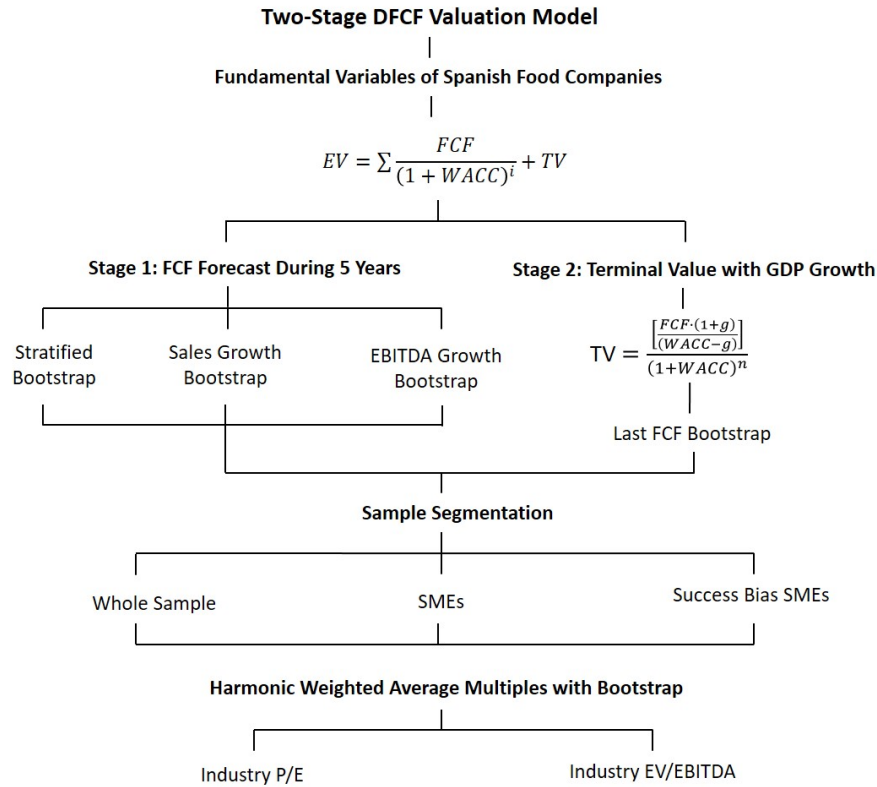 Two-Stage DFCF Valuation Model
Fundamental Variables of Spanish Food Companies
EV = ∑ FCF / (1 + WACC)^i + TV
Stage 1: FCF Forecast During 5 Years
Stage 2: Terminal Value with GDP Growth
Stratified
Bootstrap
Sales Growth
Bootstrap
EBITDA Growth
Bootstrap
TV = [FCF·(1+g) / (WACC−g)] / (1+WACC)^n
Last FCF Bootstrap
Sample Segmentation
Whole Sample
SMEs
Success Bias SMEs
Harmonic Weighted Average Multiples with Bootstrap
Industry P/E
Industry EV/EBITDA